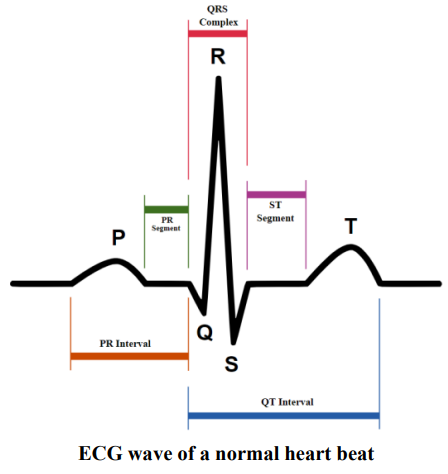 QRS
Complex
R
ST
Segment
PR
Segment
P
T
Q
S
PR Interval
QT Interval
ECG wave of a normal heart beat